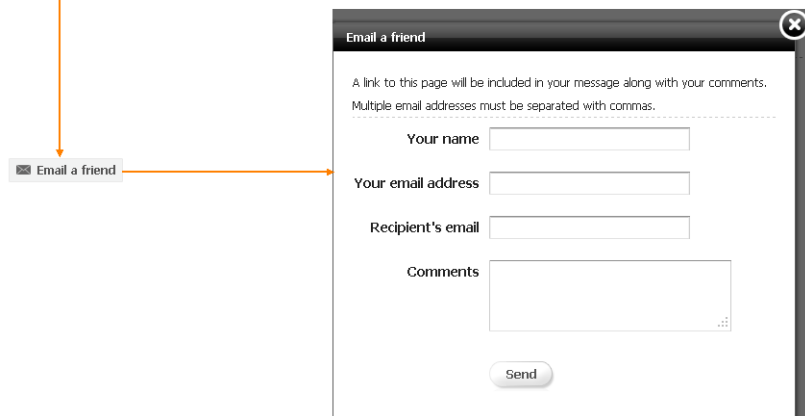 Email a friend
A link to this page will be included in your message along with your comments.
Multiple email addresses must be separated with commas.
Your name
Email a friend
Your email address
Recipient's email
Comments
Send